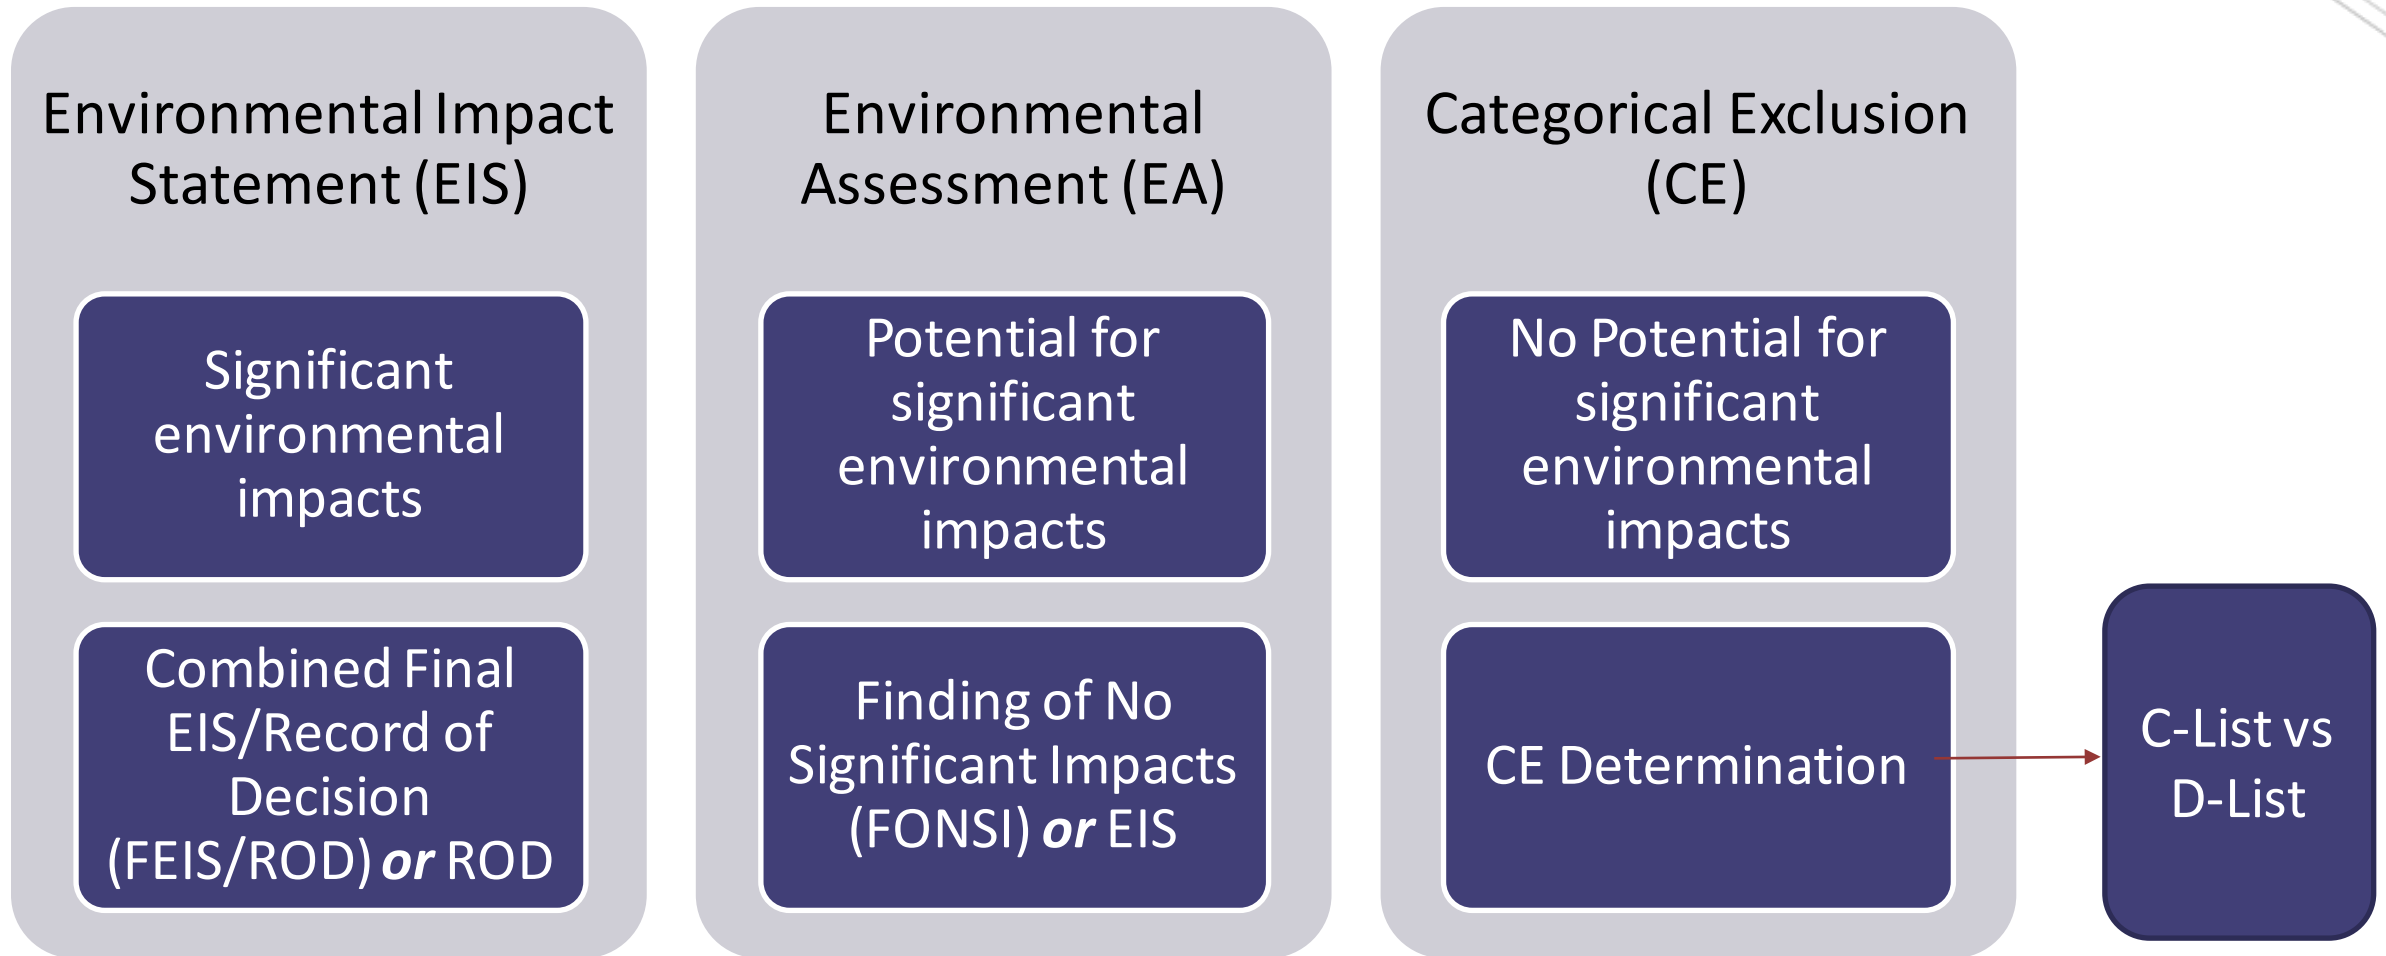 Environmental Impact
Statement (EIS)
Significant
environmental
impacts
Combined Final
EIS/Record of
Decision
(FEIS/ROD) or ROD
Environmental
Assessment (EA)
Potential for
significant
environmental
impacts
Finding of No
Significant Impacts
(FONSI) or EIS
Categorical Exclusion
(CE)
No Potential for
significant
environmental
impacts
CE Determination
C-List vs
D-List